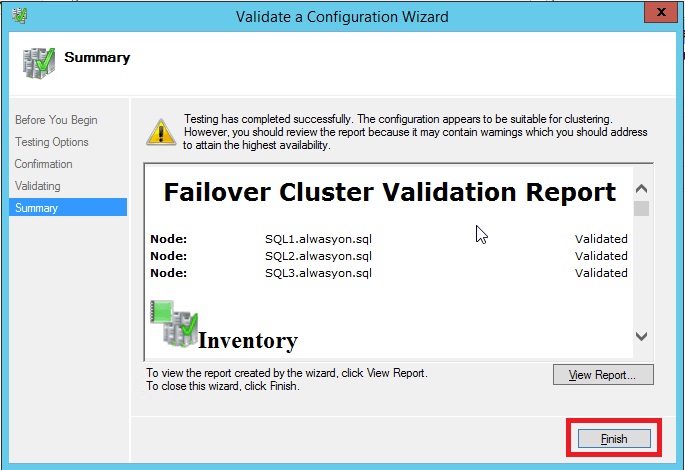 Validate a Configuration Wizard
x
Summary
Before You Begin
Testing Options
Confirmation
Validating
Summary
Testing has completed successfully. The configuration appears to be suitable for clustering.
However, you should review the report because it may contain warnings which you should address
to attain the highest availability.
Failover Cluster Validation Report
Node: SQL1.alwasyon.sql Validated
Node: SQL2.alwasyon.sql Validated
Node: SQL3.alwasyon.sql Validated
Inventory
To view the report created by the wizard, click View Report.
To close this wizard, click Finish.
View Report...
Finish